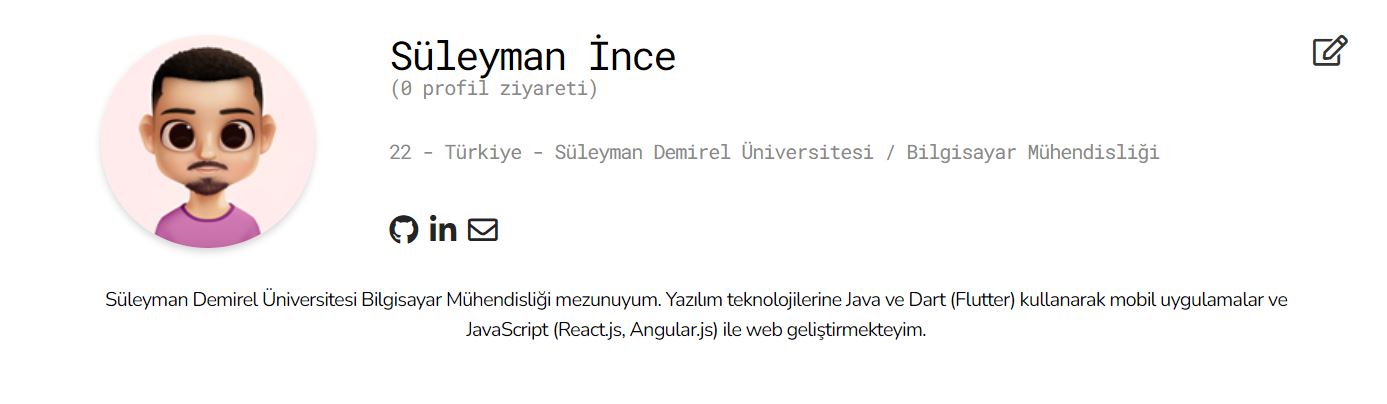 Süleyman İnce
(0 profil ziyareti)
22 - Türkiye - Süleyman Demirel Üniversitesi / Bilgisayar Mühendisliği
in
Süleyman Demirel Üniversitesi Bilgisayar Mühendisliği mezunuyum. Yazılım teknolojilerine Java ve Dart (Flutter) kullanarak mobil uygulamalar ve
JavaScript (React.js, Angular.js) ile web geliştirmekteyim.